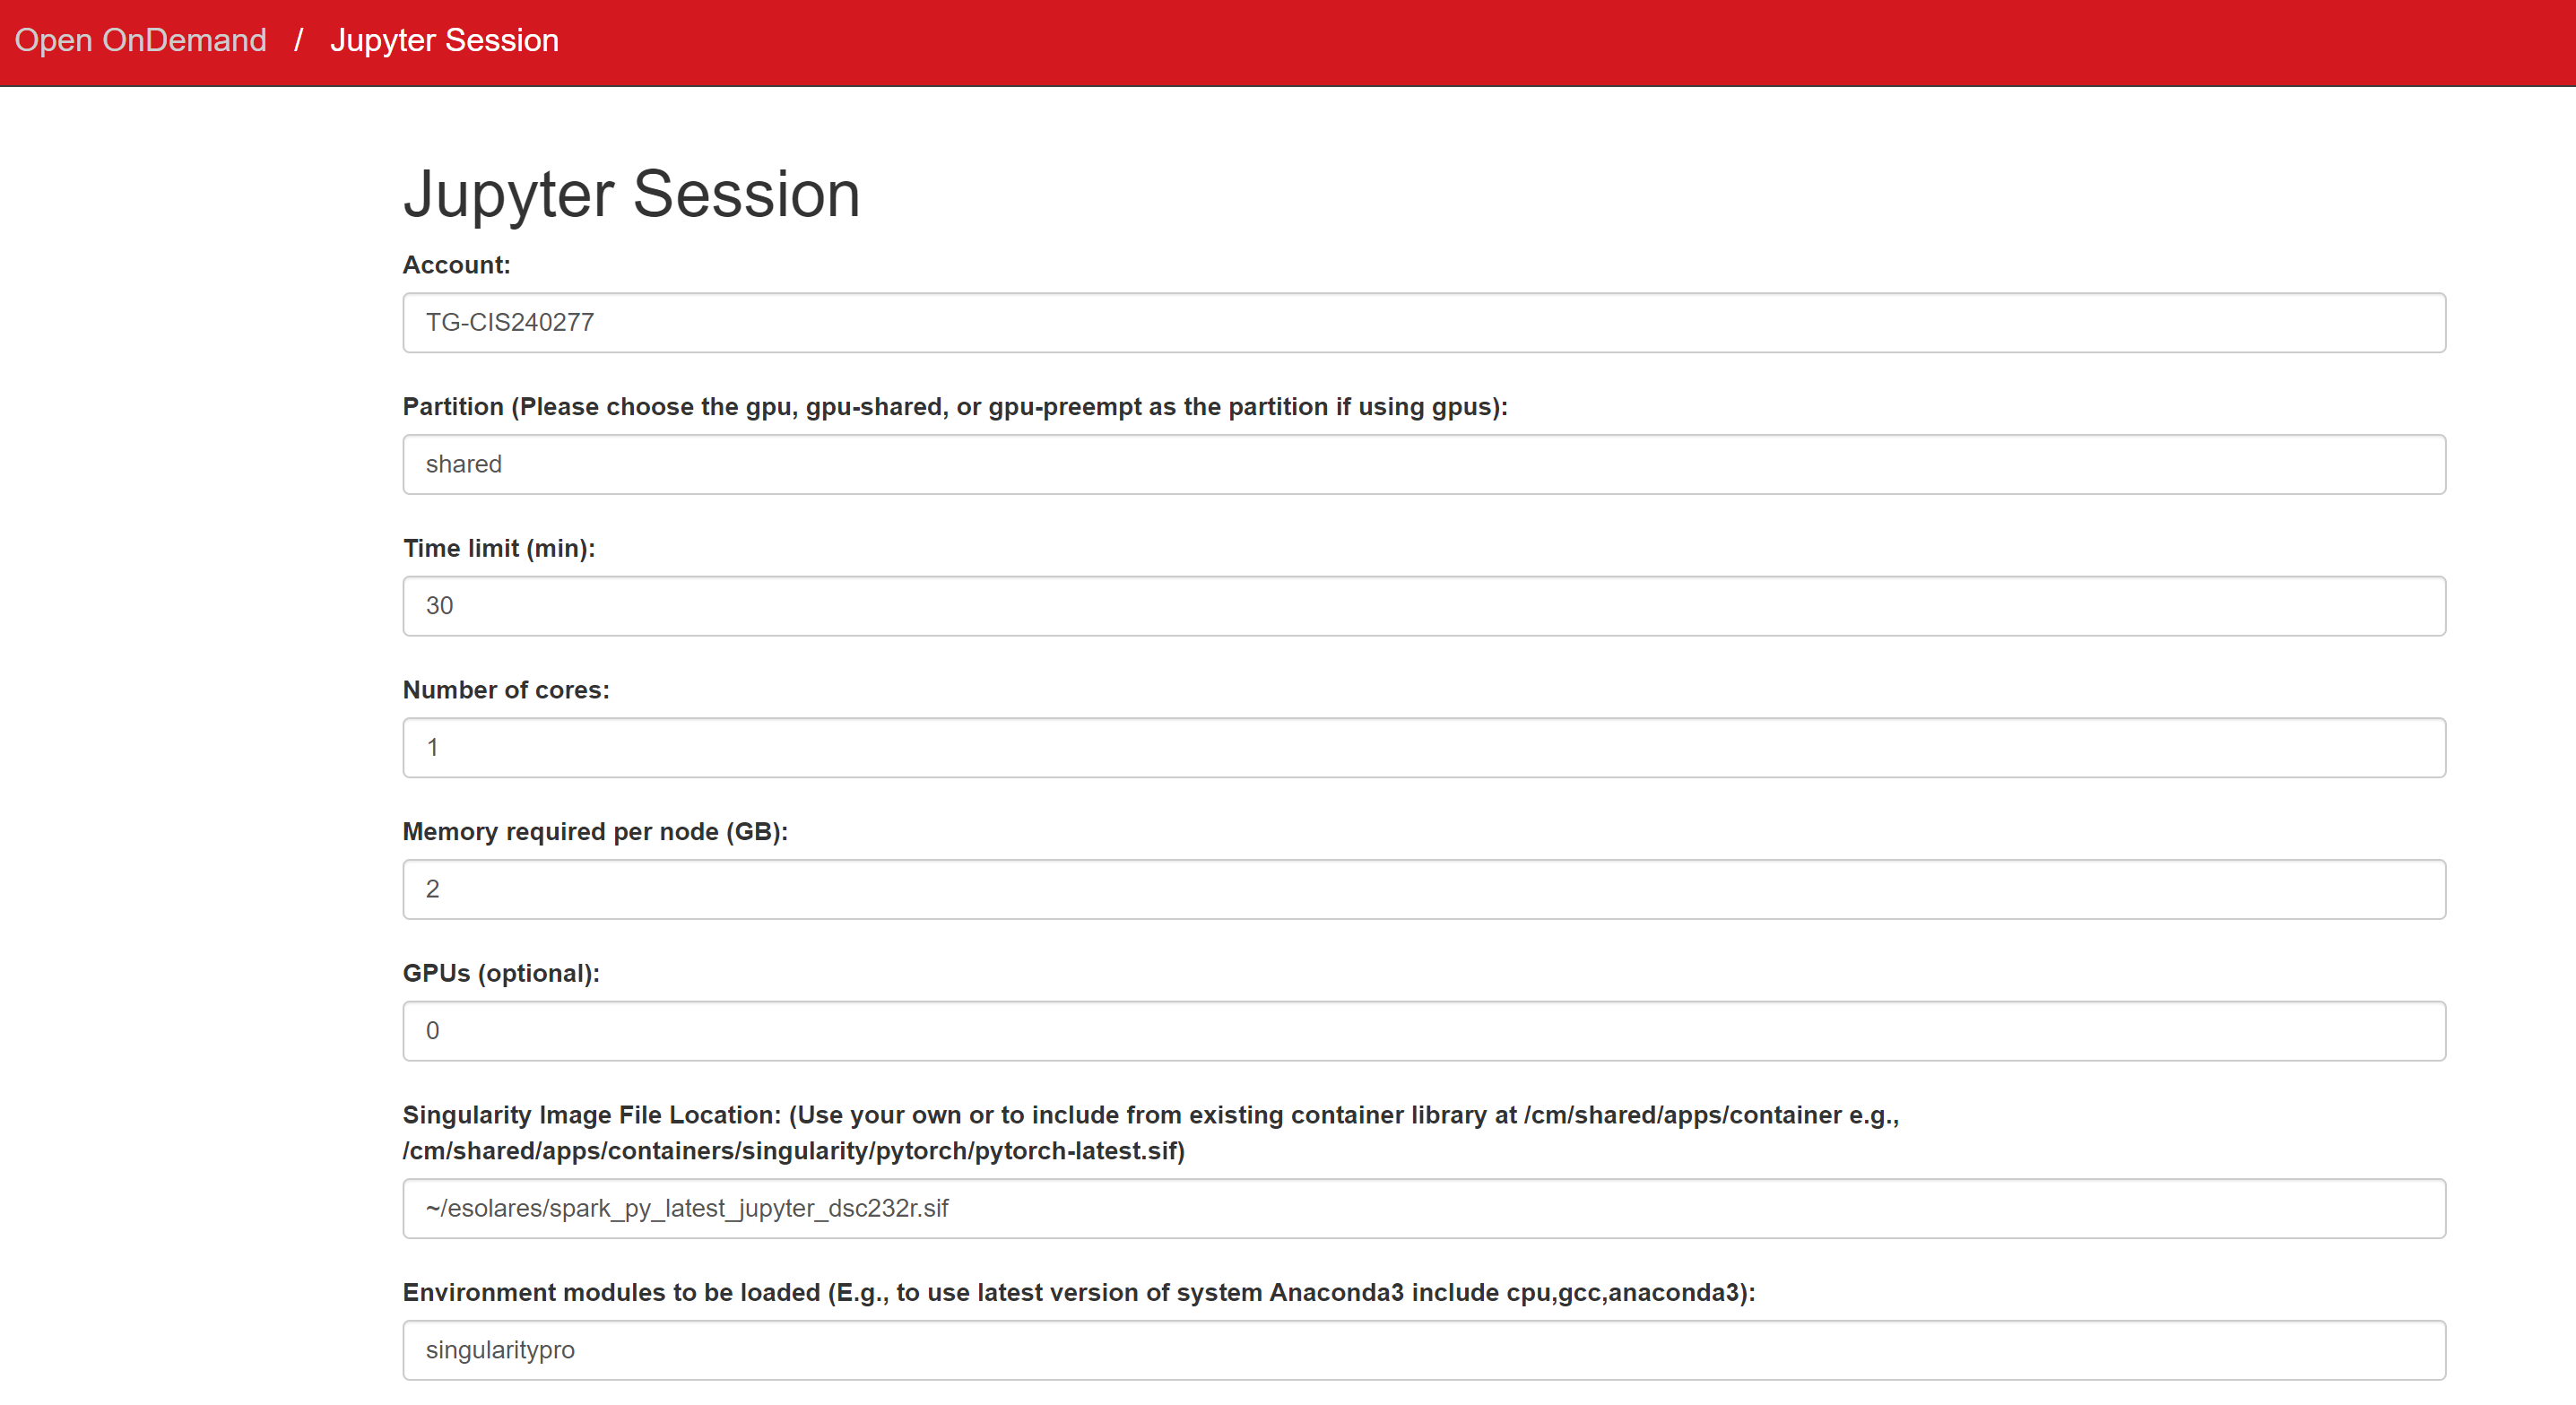 Open OnDemand / Jupyter Session
Jupyter Session
Account:
TG-CIS240277
Partition (Please choose the gpu, gpu-shared, or gpu-preempt as the partition if using gpus):
shared
Time limit (min):
30
Number of cores:
1
Memory required per node (GB):
2
GPUs (optional):
0
Singularity Image File Location: (Use your own or to include from existing container library at /cm/shared/apps/container e.g.,
/cm/shared/apps/containers/singularity/pytorch/pytorch-latest.sif)
~/esolares/spark_py_latest_jupyter_dsc232r.sif
Environment modules to be loaded (E.g., to use latest version of system Anaconda3 include cpu,gcc,anaconda3):
singularitypro